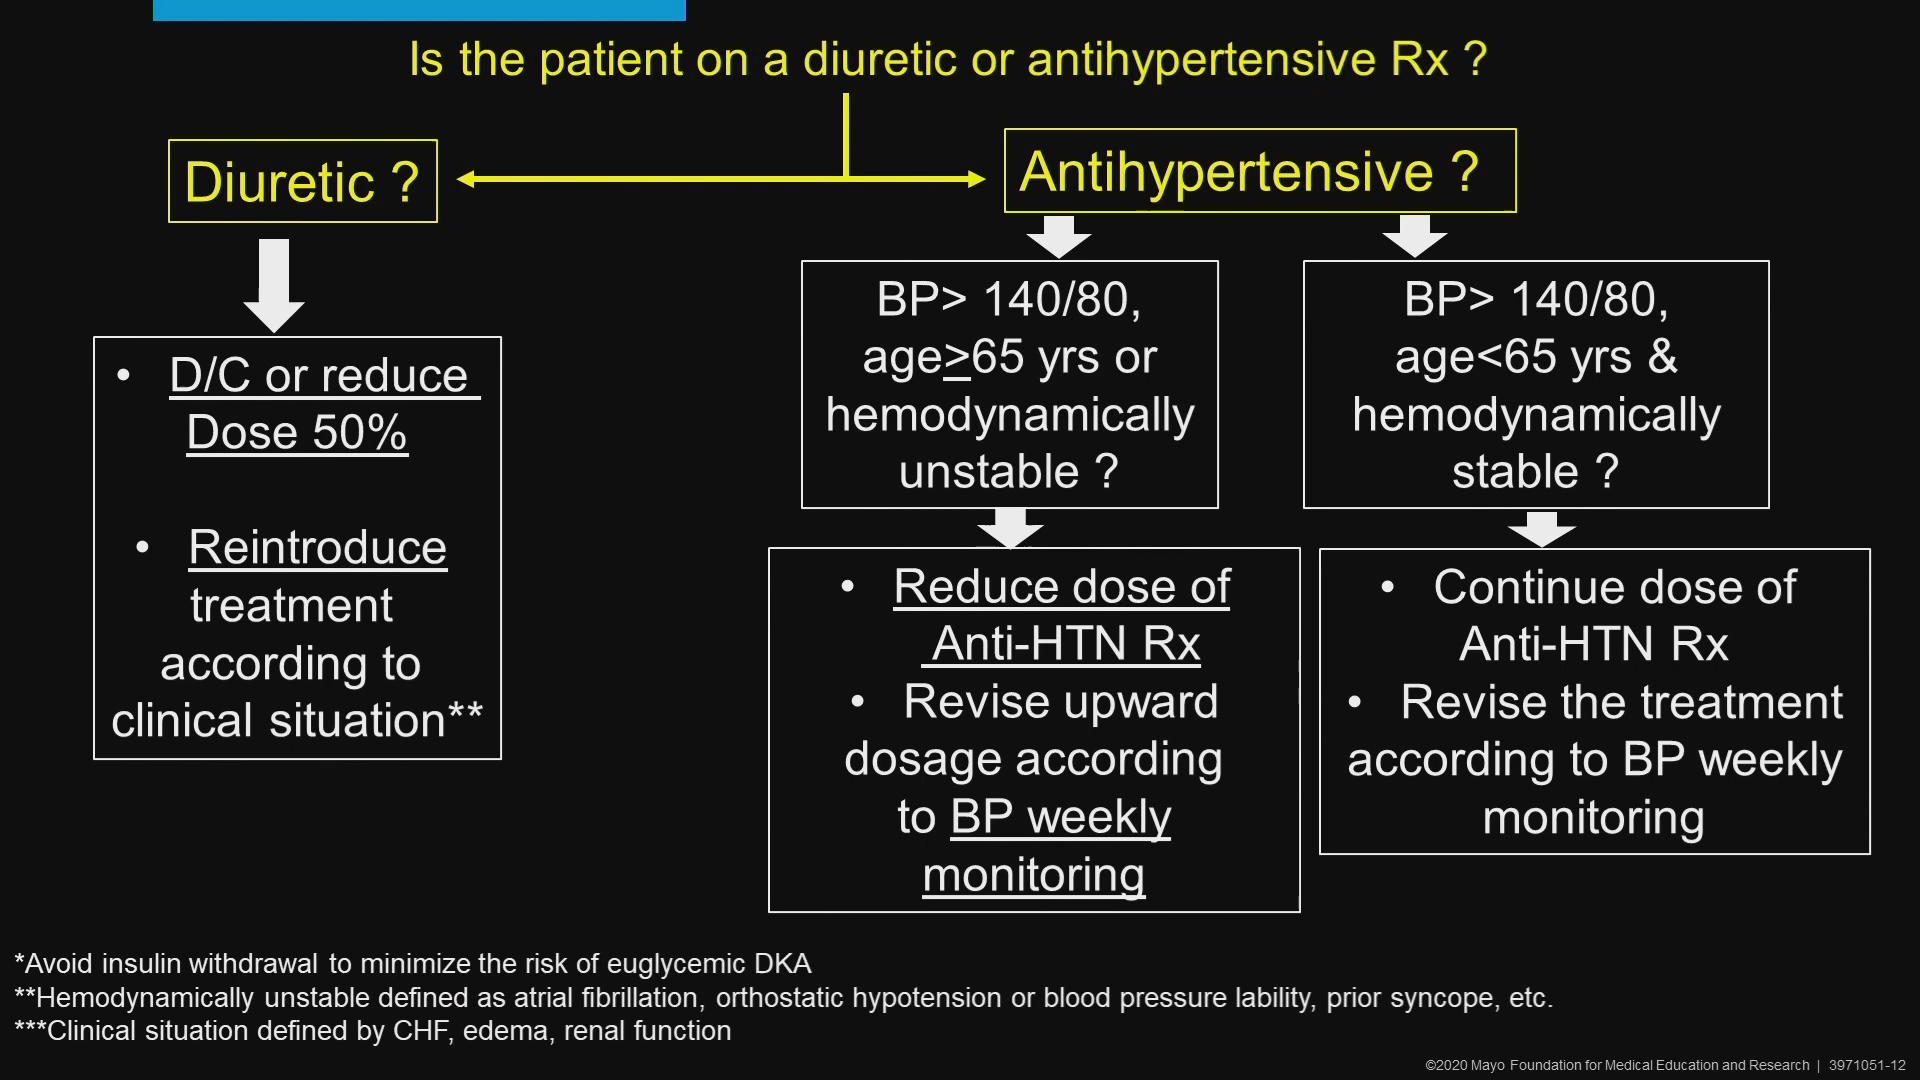 Is the patient on a diuretic or antihypertensive Rx ?
Diuretic ?
• D/C or reduce
Dose 50%
• Reintroduce
treatment
according to
clinical situation**
Antihypertensive ?
BP> 140/80,
age>65 yrs or
hemodynamically
unstable ?
• Reduce dose of
Anti-HTN Rx
• Revise upward
dosage according
to BP weekly
monitoring
BP> 140/80,
age<65 yrs &
hemodynamically
stable ?
• Continue dose of
Anti-HTN Rx
• Revise the treatment
according to BP weekly
monitoring
*Avoid insulin withdrawal to minimize the risk of euglycemic DKA
**Hemodynamically unstable defined as atrial fibrillation, orthostatic hypotension or blood pressure lability, prior syncope, etc.
***Clinical situation defined by CHF, edema, renal function
©2020 Mayo Foundation for Medical Education and Research | 3971051-12